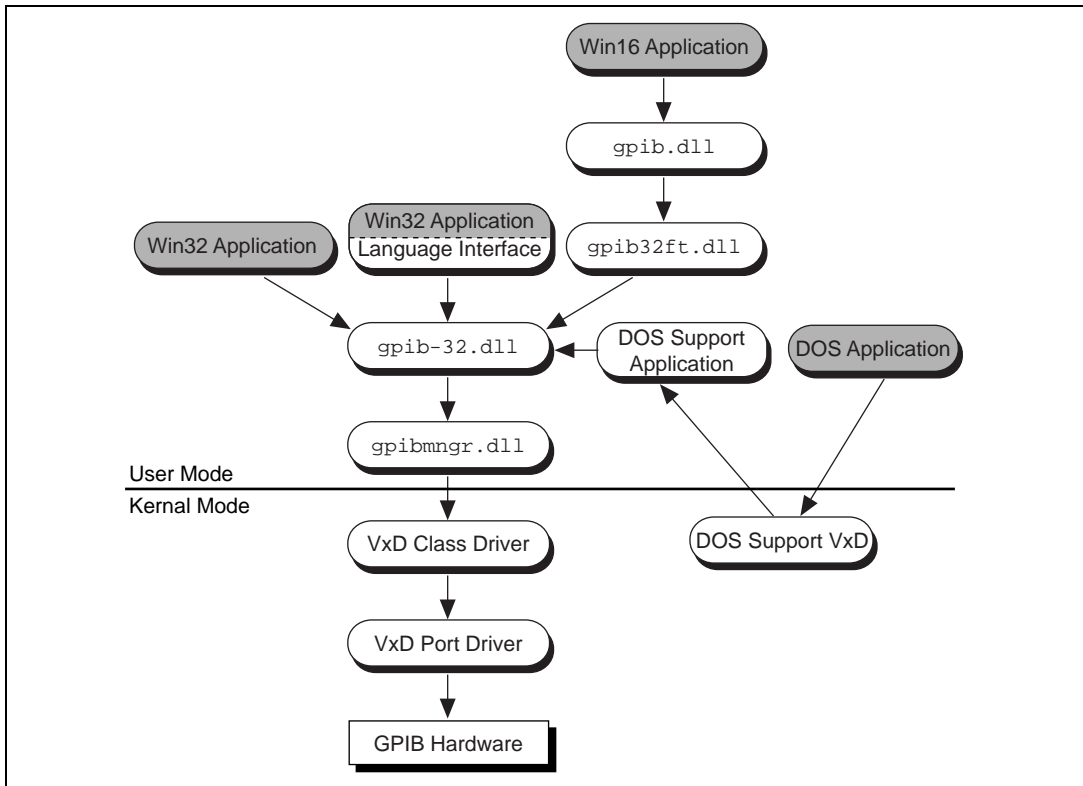 Win16 Application
gpib.dll
Win32 Application
Win32 Application
Language Interface
gpib32ft.dll
gpib-32.dll
DOS Support
Application
DOS Application
gpibmngr.dll
User Mode
Kernal Mode
VxD Class Driver
DOS Support VxD
VxD Port Driver
GPIB Hardware